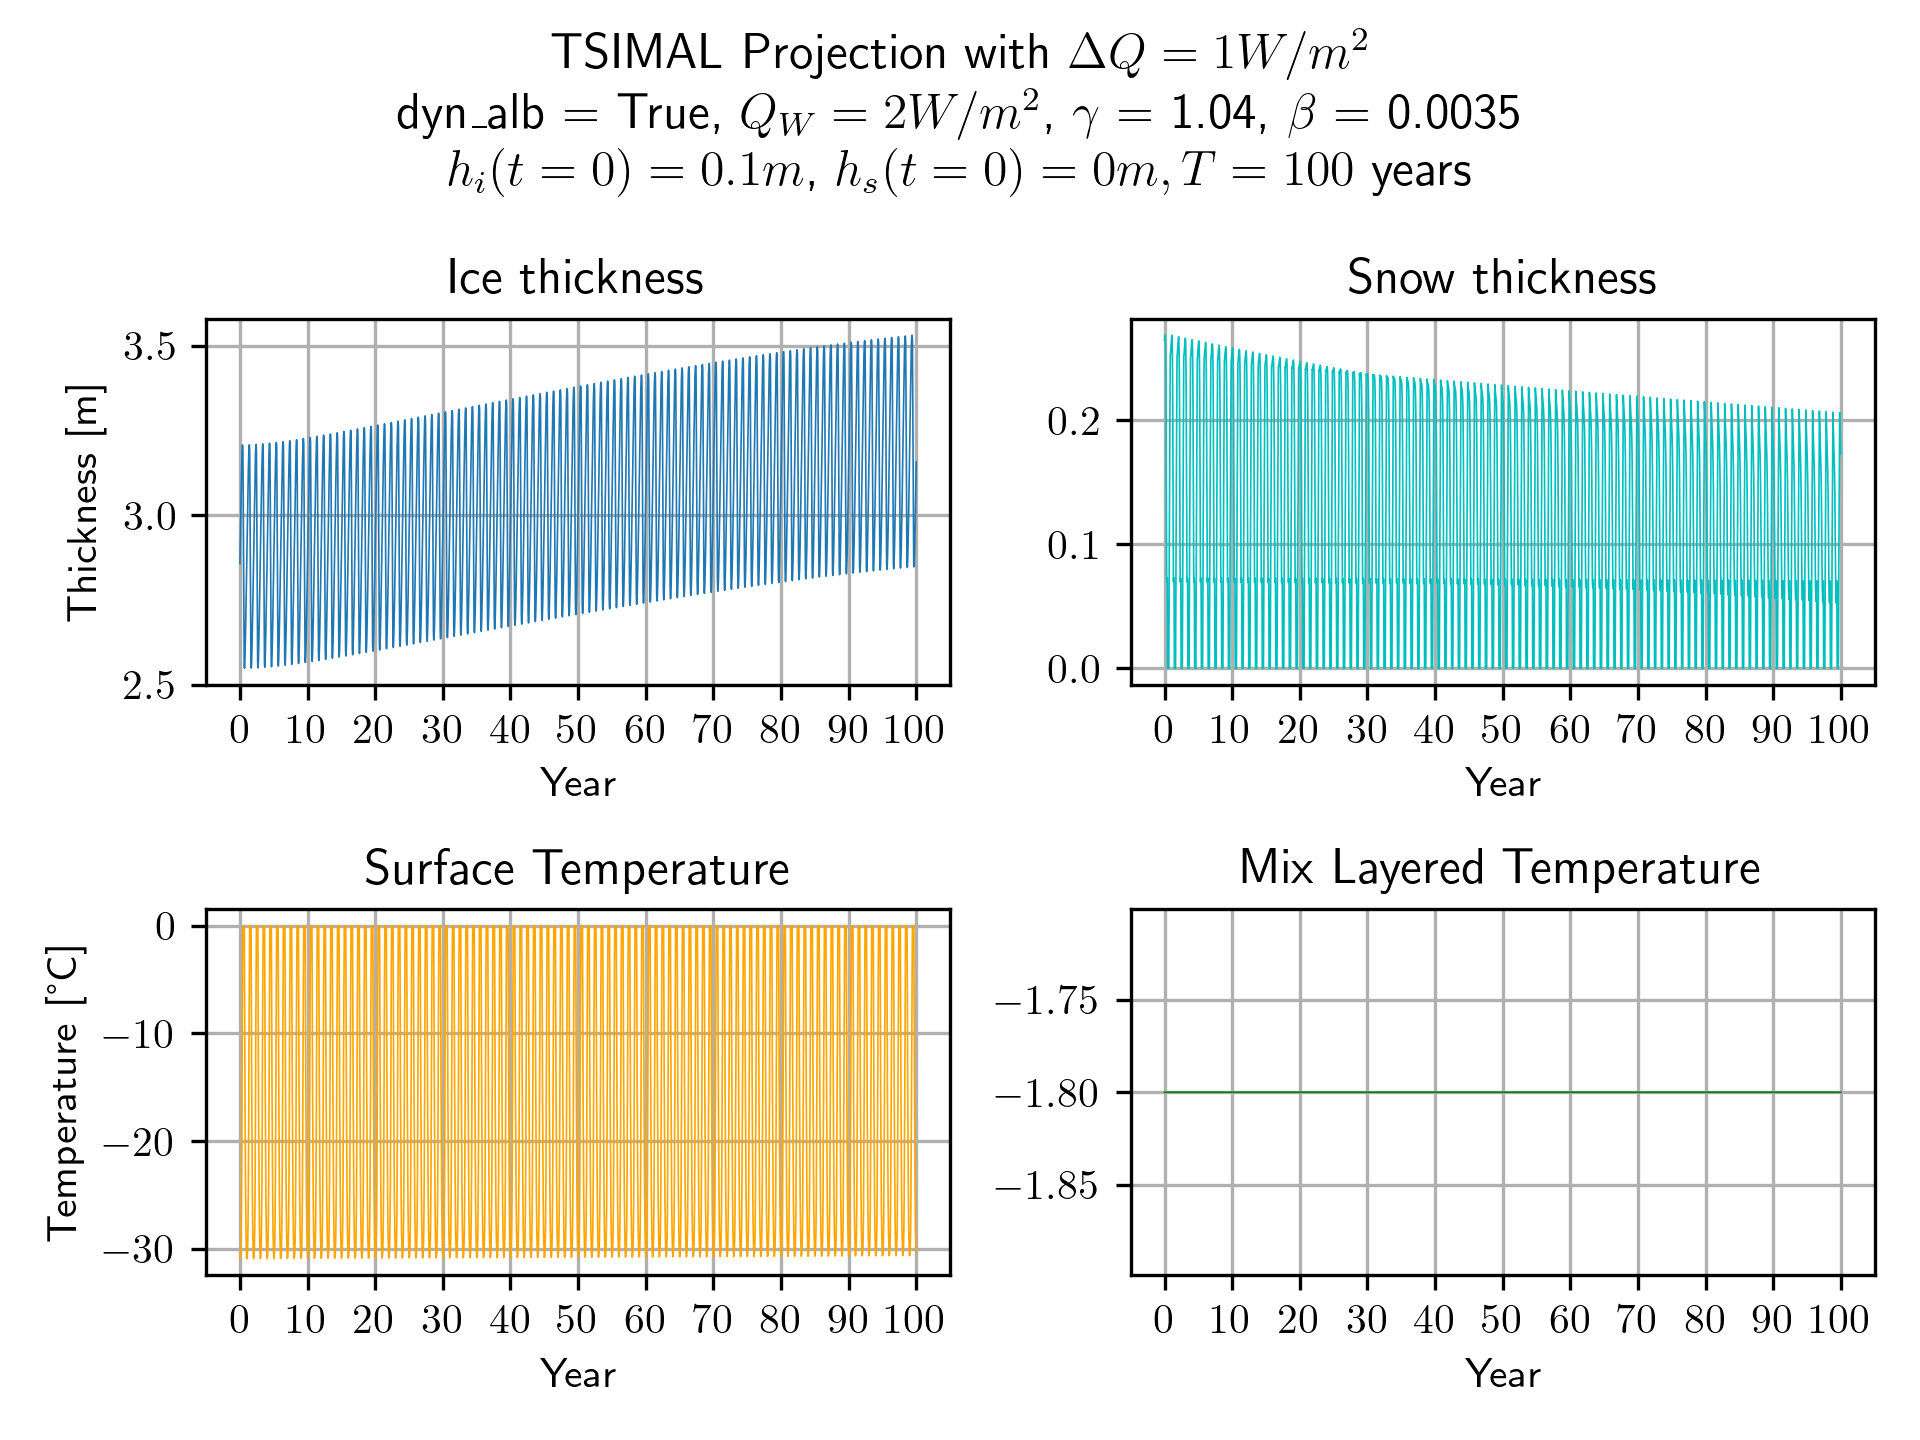 TSIMAL Projection with ΔQ = 1W/m²
dyn_alb = True, Q_W = 2W/m², γ = 1.04, β = 0.0035
h_i(t = 0) = 0.1m, h_s(t = 0) = 0m, T = 100 years
Ice thickness
Thickness [m]
3.5
3.0
2.5
0 10 20 30 40 50 60 70 80 90 100
Year
Snow thickness
0.2
0.1
0.0
0 10 20 30 40 50 60 70 80 90 100
Year
Surface Temperature
Temperature [°C]
0
−10
−20
−30
0 10 20 30 40 50 60 70 80 90 100
Year
Mix Layered Temperature
−1.75
−1.80
−1.85
0 10 20 30 40 50 60 70 80 90 100
Year